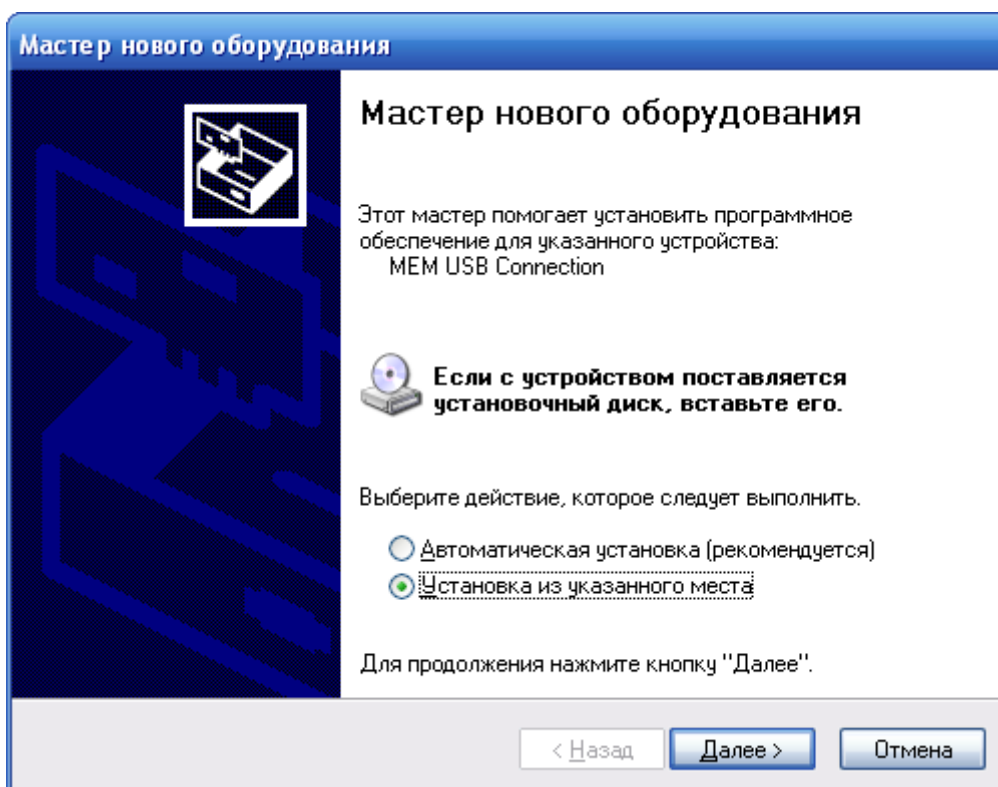 Мастер нового оборудования
Мастер нового оборудования
Этот мастер помогает установить программное
обеспечение для указанного устройства:
MEM USB Connection
Если с устройством поставляется
установочный диск, вставьте его.
Выберите действие, которое следует выполнить.
Автоматическая установка (рекомендуется)
Установка из указанного места
Для продолжения нажмите кнопку "Далее".
< Назад Далее > Отмена